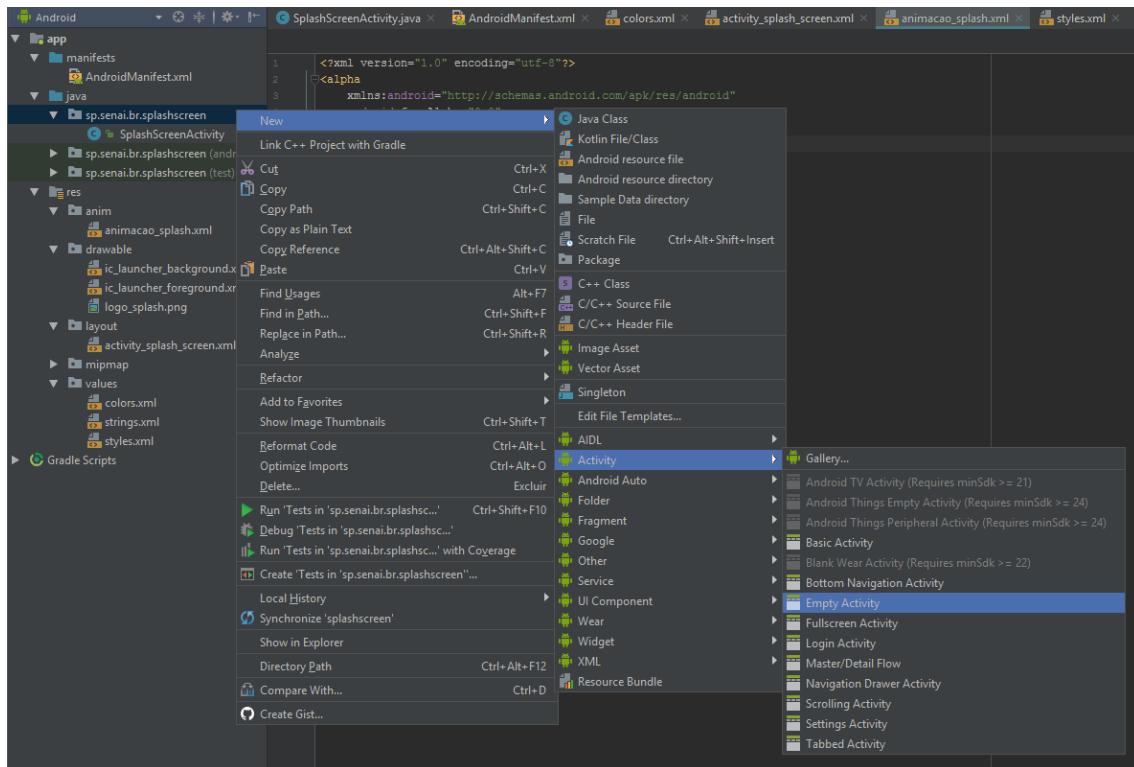 Android
SplashScreenActivity.java
AndroidManifest.xml
colors.xml
activity_splash_screen.xml
animacao_splash.xml
styles.xml
app
manifests
AndroidManifest.xml
java
sp.senai.br.splashscreen
SplashScreenActivity
sp.senai.br.splashscreen (andr
sp.senai.br.splashscreen (test)
res
anim
animacao_splash.xml
drawable
ic_launcher_background.x
ic_launcher_foreground.xr
logo_splash.png
layout
activity_splash_screen.xml
mipmap
values
colors.xml
strings.xml
styles.xml
Gradle Scripts
1 <?xml version="1.0" encoding="utf-8"?>
2 <alpha
3 xmlns:android="http://schemas.android.com/apk/res/android"
New
Link C++ Project with Gradle
Cut Ctrl+X
Copy Ctrl+C
Copy Path Ctrl+Shift+C
Copy as Plain Text
Copy Reference Ctrl+Alt+Shift+C
Paste Ctrl+V
Find Usages Alt+F7
Find in Path... Ctrl+Shift+F
Replace in Path... Ctrl+Shift+R
Analyze
Refactor
Add to Favorites
Show Image Thumbnails Ctrl+Shift+T
Reformat Code Ctrl+Alt+L
Optimize Imports Ctrl+Alt+O
Delete... Excluir
Run 'Tests in 'sp.senai.br.splashsc...' Ctrl+Shift+F10
Debug 'Tests in 'sp.senai.br.splashsc...'
Run 'Tests in 'sp.senai.br.splashsc...' with Coverage
Create 'Tests in 'sp.senai.br.splashscreen''...
Local History
Synchronize 'splashscreen'
Show in Explorer
Directory Path Ctrl+Alt+F12
Compare With... Ctrl+D
Create Gist...
Java Class
Kotlin File/Class
Android resource file
Android resource directory
Sample Data directory
File
Scratch File Ctrl+Alt+Shift+Insert
Package
C++ Class
C/C++ Source File
C/C++ Header File
Image Asset
Vector Asset
Singleton
Edit File Templates...
AIDL
Activity
Android Auto
Folder
Fragment
Google
Other
Service
UI Component
Wear
Widget
XML
Resource Bundle
Gallery...
Android TV Activity (Requires minSdk >= 21)
Android Things Empty Activity (Requires minSdk >= 24)
Android Things Peripheral Activity (Requires minSdk >= 24)
Basic Activity
Blank Wear Activity (Requires minSdk >= 22)
Bottom Navigation Activity
Empty Activity
Fullscreen Activity
Login Activity
Master/Detail Flow
Navigation Drawer Activity
Scrolling Activity
Settings Activity
Tabbed Activity